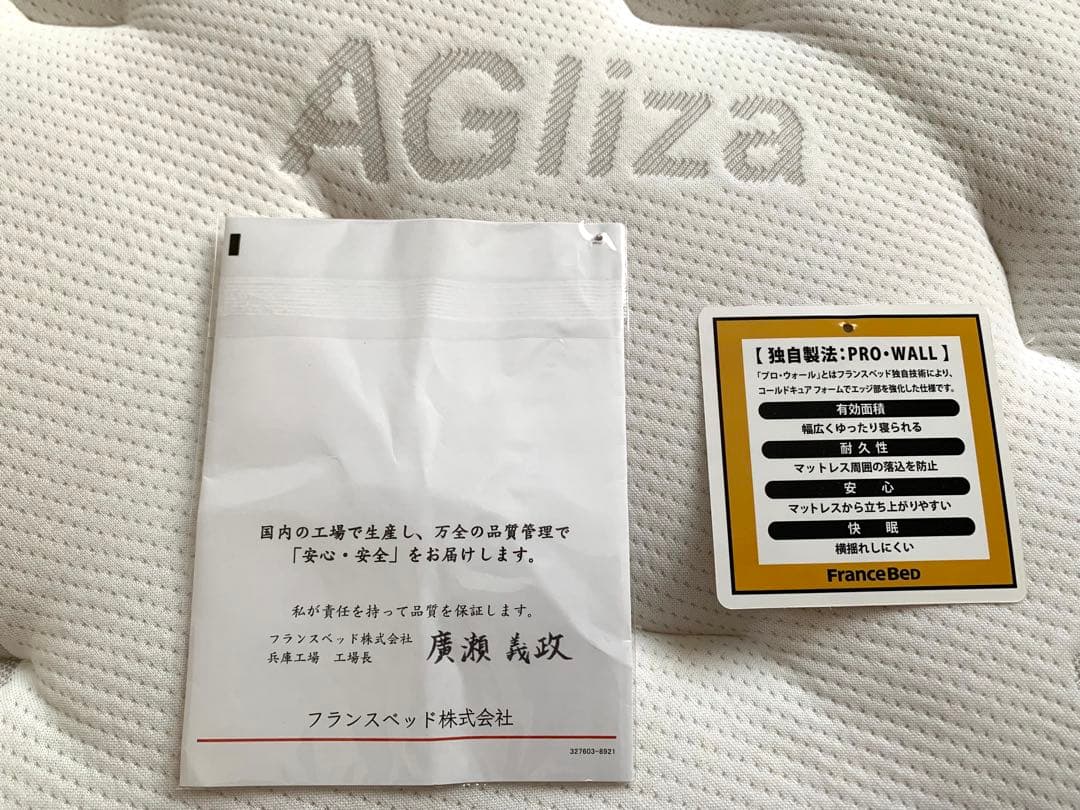 AGliza
国内の工場で生産し、万全の品質管理で
「安心・安全」をお届けします。
私が責任を持って品質を保証します。
フランスベッド株式会社
兵庫工場 工場長 廣瀬 義政
フランスベッド株式会社
327603-8921
【 独自製法：PRO・WALL 】
「プロ・ウォール」とはフランスベッド独自技術により、
コールドキュアフォームでエッジ部を強化した仕様です。
有効面積
幅広くゆったり寝られる
耐久性
マットレス周囲の落込を防止
安 心
マットレスから立ち上がりやすい
快 眠
横揺れしにくい
FRANCEBED